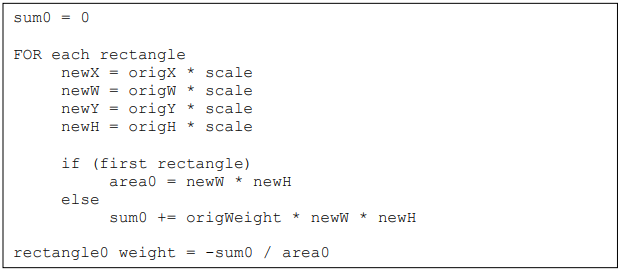 sum0 = 0
FOR each rectangle
newX = origX * scale
newW = origW * scale
newY = origY * scale
newH = origH * scale
if (first rectangle)
area0 = newW * newH
else
sum0 += origWeight * newW * newH
rectangle0 weight = -sum0 / area0